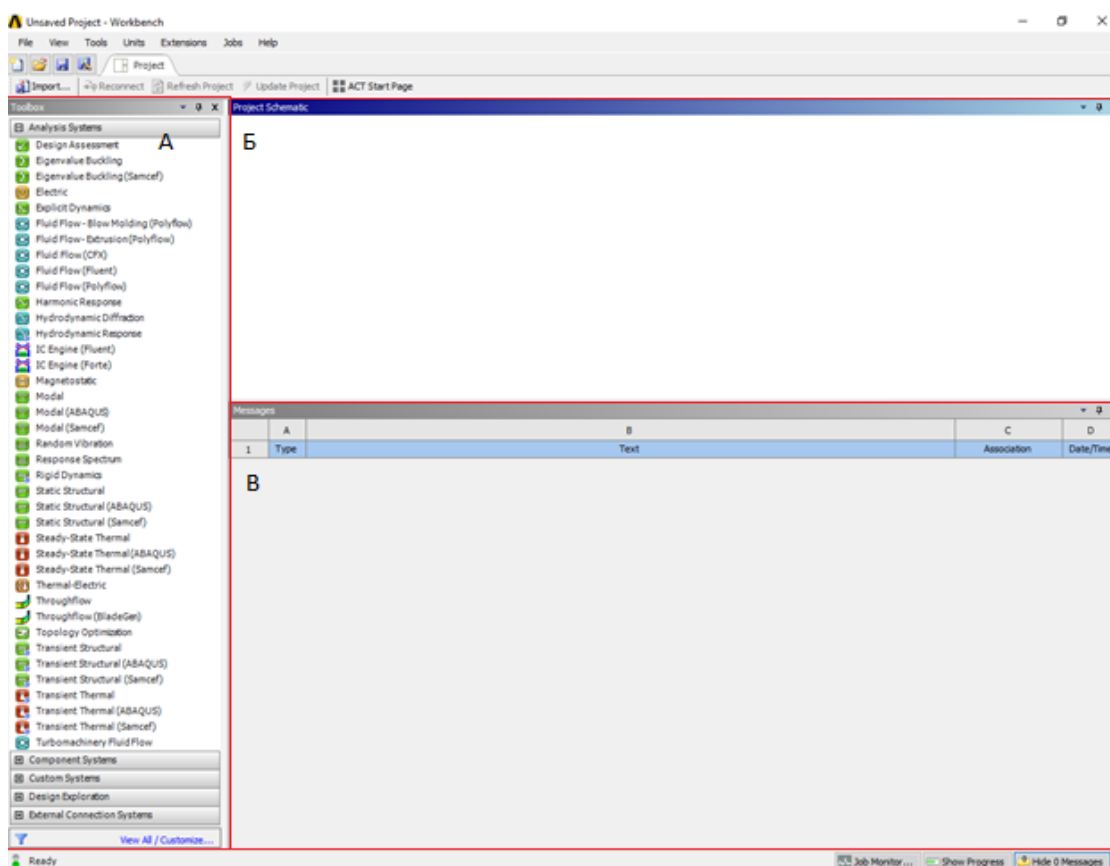 Unsaved Project - Workbench
File View Tools Units Extensions Jobs Help
Project
Import... Reconnect Refresh Project Update Project ACT Start Page
Toolbox
Analysis Systems
А
Design Assessment
Eigenvalue Buckling
Eigenvalue Buckling (Samcef)
Electric
Explicit Dynamics
Fluid Flow - Blow Molding (Polyflow)
Fluid Flow - Extrusion (Polyflow)
Fluid Flow (CFX)
Fluid Flow (Fluent)
Fluid Flow (Polyflow)
Harmonic Response
Hydrodynamic Diffraction
Hydrodynamic Response
IC Engine (Fluent)
IC Engine (Forte)
Magnetostatic
Modal
Modal (ABAQUS)
Modal (Samcef)
Random Vibration
Response Spectrum
Rigid Dynamics
Static Structural
Static Structural (ABAQUS)
Static Structural (Samcef)
Steady-State Thermal
Steady-State Thermal (ABAQUS)
Steady-State Thermal (Samcef)
Thermal-Electric
Throughflow
Throughflow (BladeGen)
Topology Optimization
Transient Structural
Transient Structural (ABAQUS)
Transient Structural (Samcef)
Transient Thermal
Transient Thermal (ABAQUS)
Transient Thermal (Samcef)
Turbomachinery Fluid Flow
Component Systems
Custom Systems
Design Exploration
External Connection Systems
View All / Customize...
Project Schematic
Б
Messages
A B C D
1 Type Text Association Date/Time
В
Ready
Job Monitor... Show Progress Hide 0 Messages